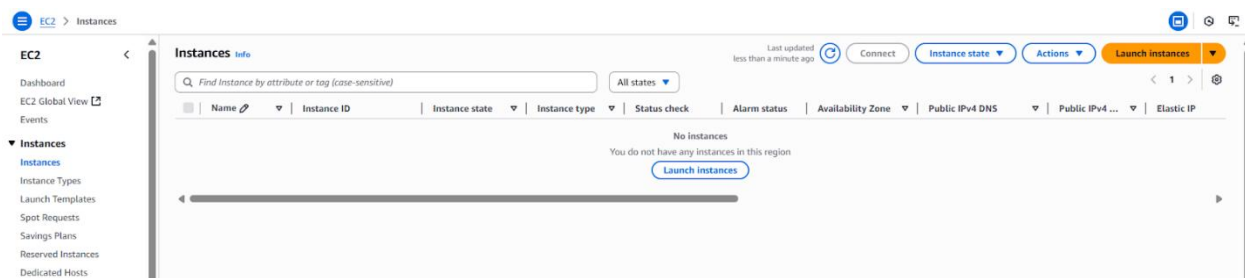 EC2 > Instances
EC2
Dashboard
EC2 Global View
Events
Instances
Instances
Instance Types
Launch Templates
Spot Requests
Savings Plans
Reserved Instances
Dedicated Hosts
Instances Info
Last updated
less than a minute ago
Connect
Instance state
Actions
Launch instances
Find Instance by attribute or tag (case-sensitive)
All states
1
Name
Instance ID
Instance state
Instance type
Status check
Alarm status
Availability Zone
Public IPv4 DNS
Public IPv4 ...
Elastic IP
No instances
You do not have any instances in this region
Launch instances